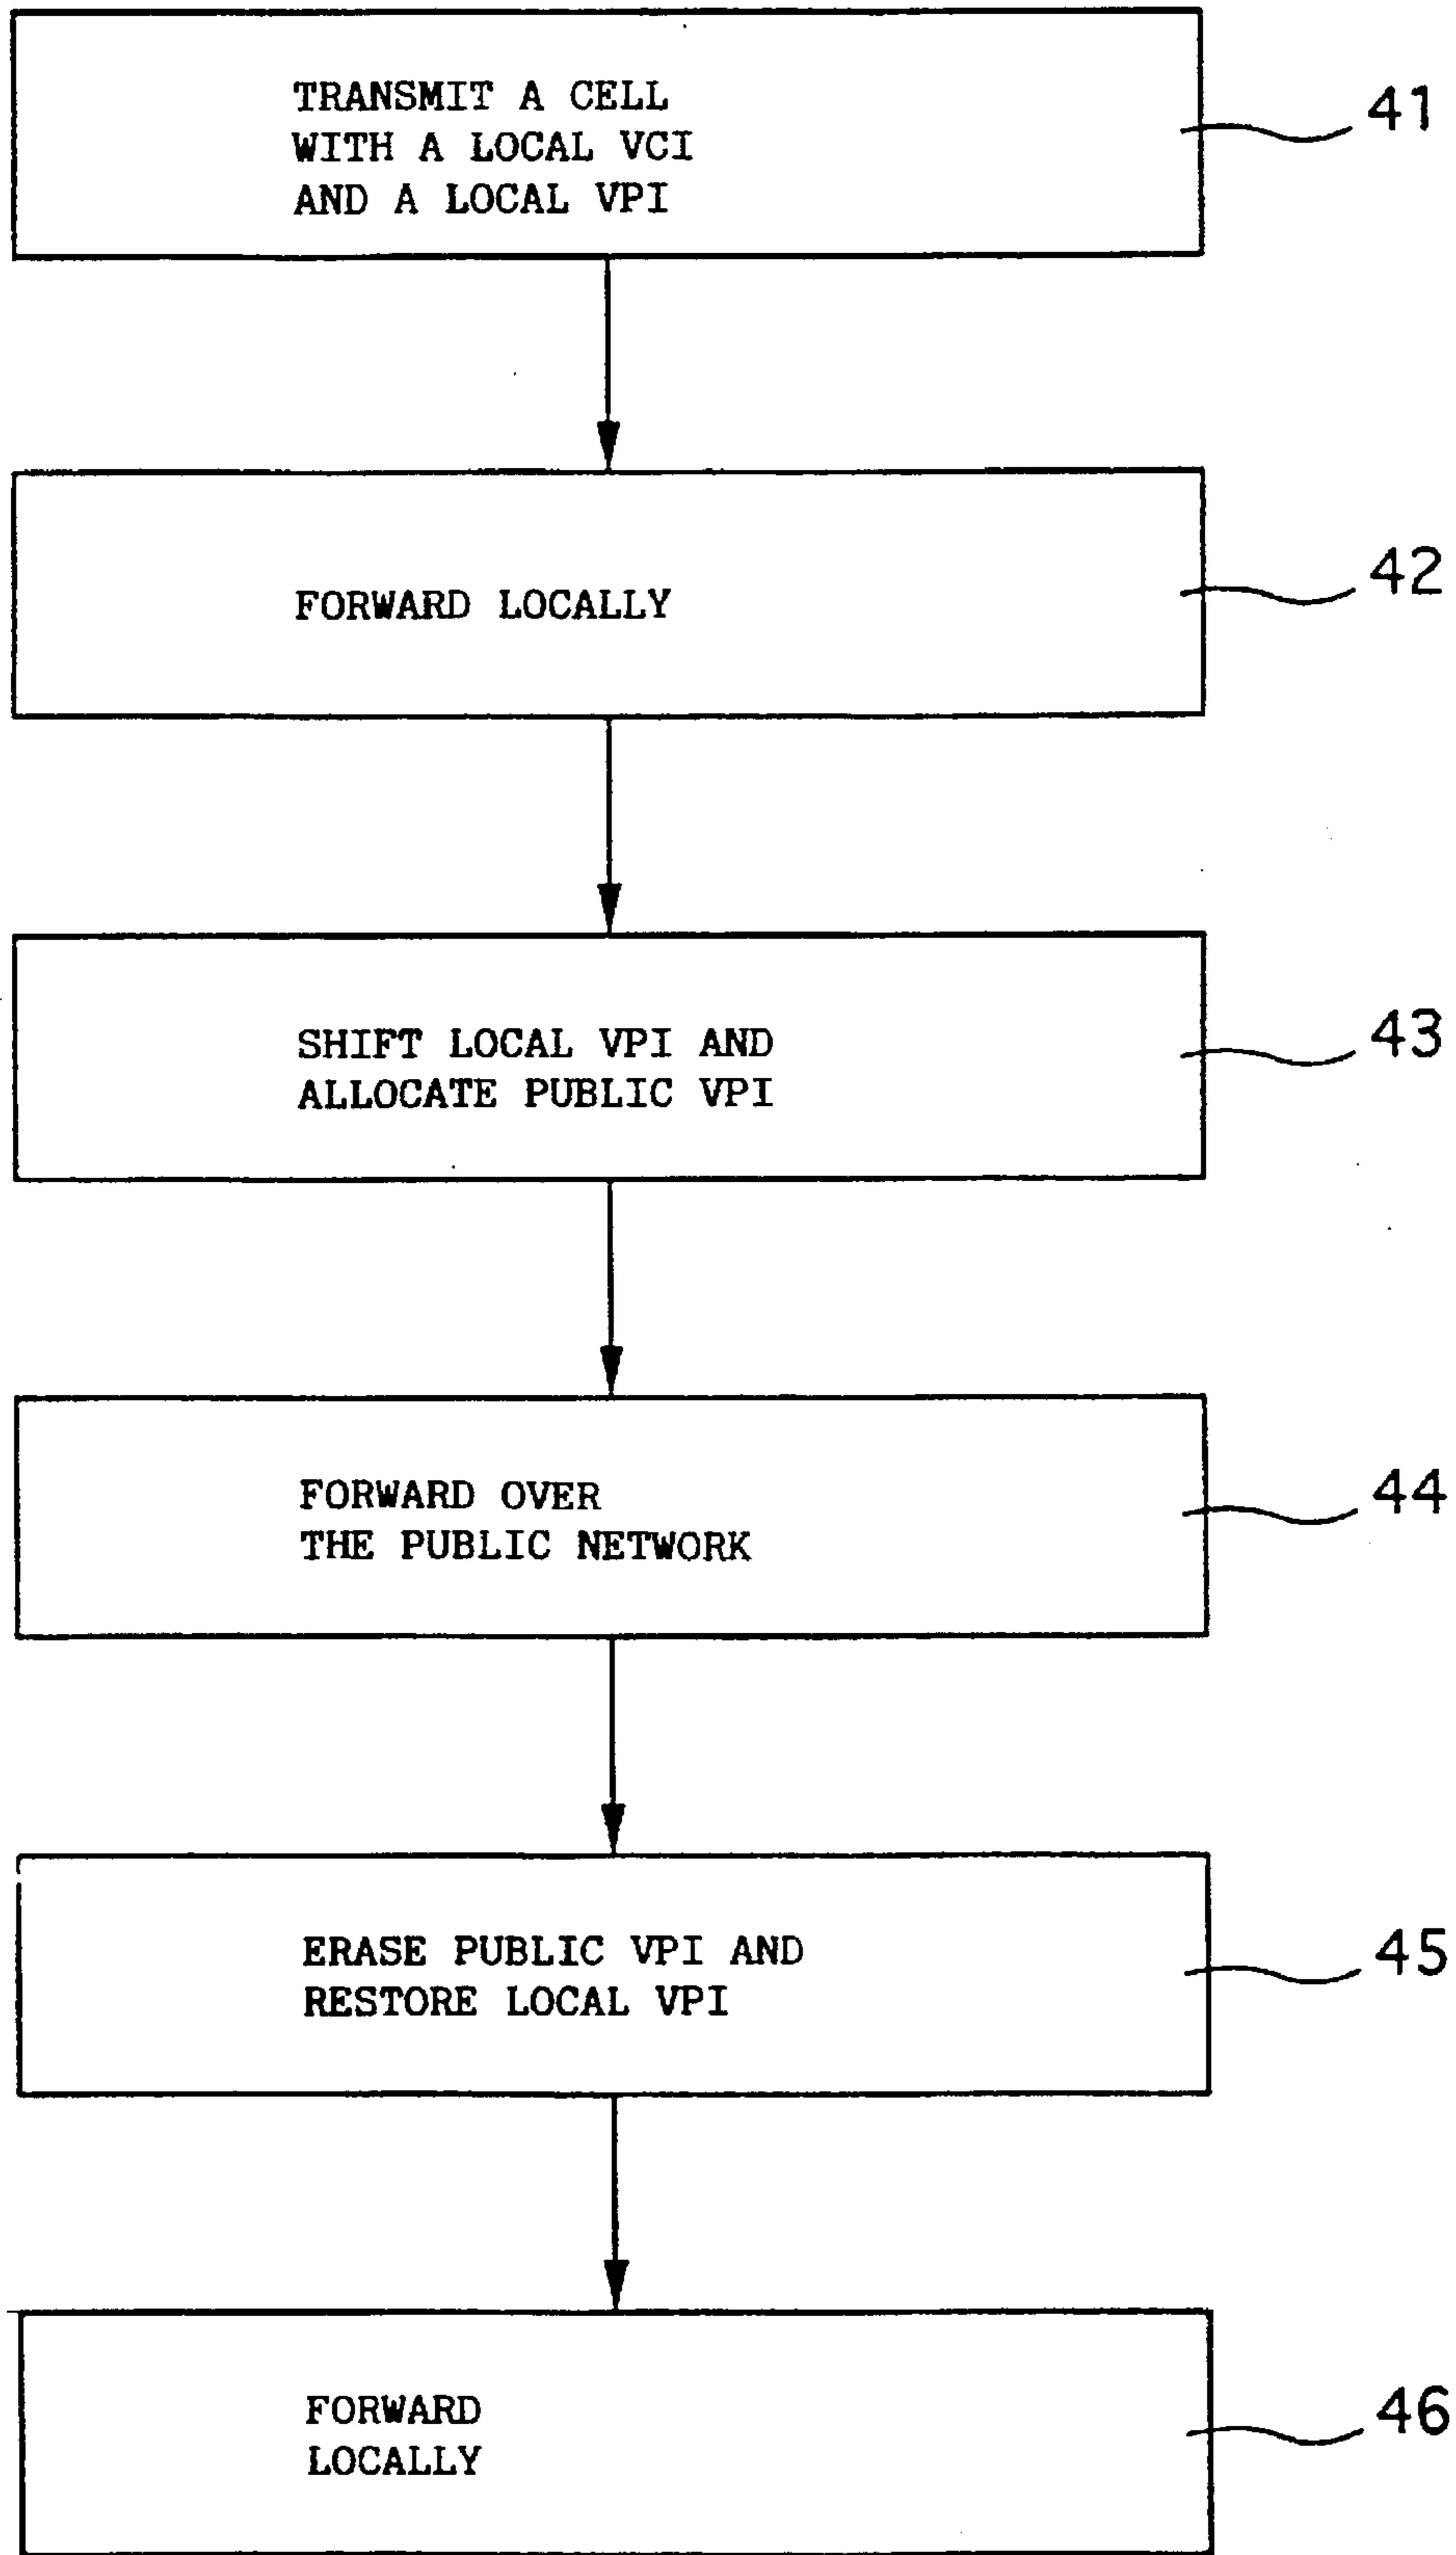 TRANSMIT A CELL
WITH A LOCAL VCI
AND A LOCAL VPI
41
FORWARD LOCALLY
42
SHIFT LOCAL VPI AND
ALLOCATE PUBLIC VPI
43
FORWARD OVER
THE PUBLIC NETWORK
44
ERASE PUBLIC VPI AND
RESTORE LOCAL VPI
45
FORWARD
LOCALLY
46